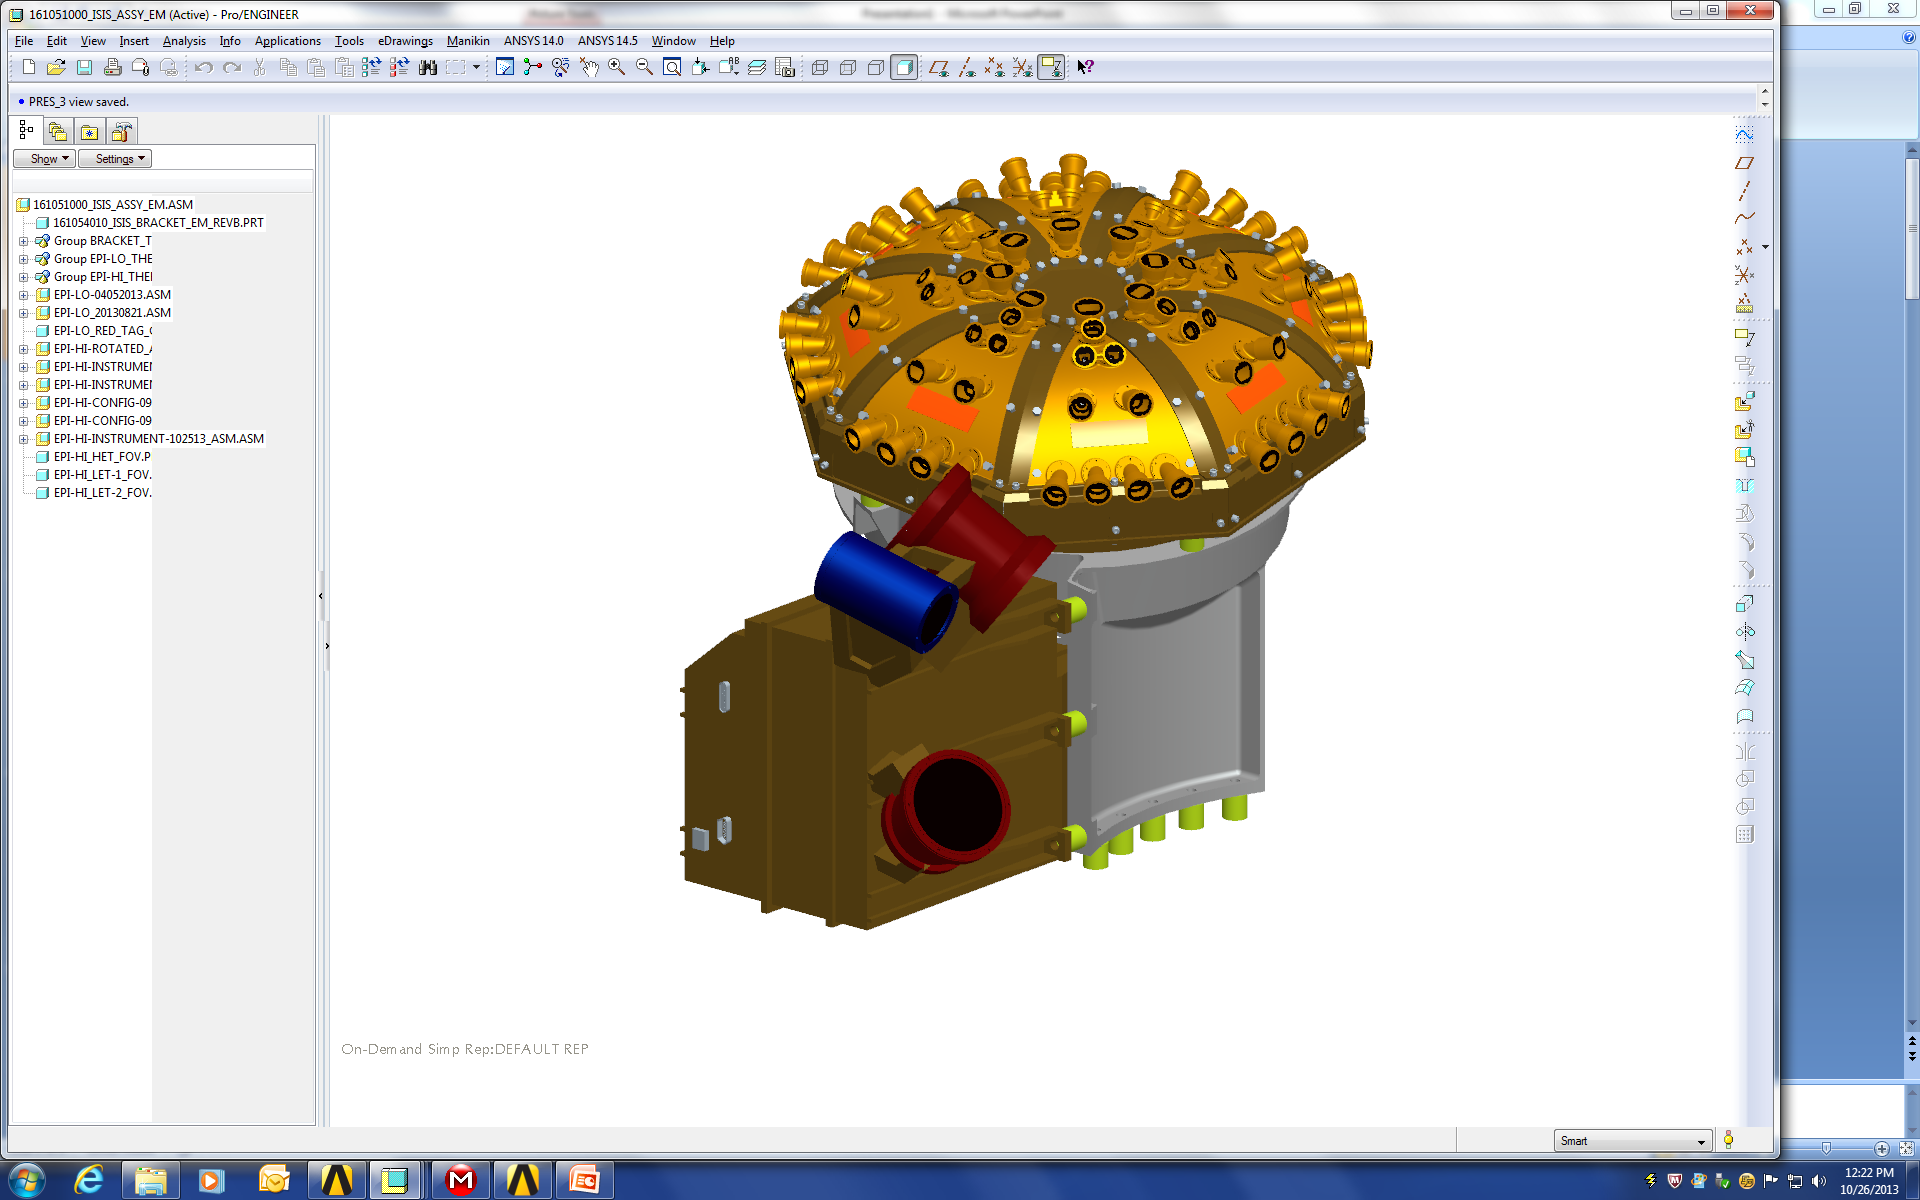 161051000_ISIS_ASSY_EM (Active) - Pro/ENGINEER
File Edit View Insert Analysis Info Applications Tools eDrawings Manikin ANSYS 14.0 ANSYS 14.5 Window Help
PRES_3 view saved.
Show Settings
161051000_ISIS_ASSY_EM.ASM
161054010_ISIS_BRACKET_EM_REVB.PRT
Group BRACKET_T
Group EPI-LO_THE
Group EPI-HI_THE
EPI-LO-04052013.ASM
EPI-LO_20130821.ASM
EPI-LO_RED_TAG_
EPI-HI-ROTATED_
EPI-HI-INSTRUME
EPI-HI-INSTRUME
EPI-HI-CONFIG-09
EPI-HI-CONFIG-09
EPI-HI-INSTRUMENT-102513_ASM.ASM
EPI-HI_HET_FOV.P
EPI-HI_LET-1_FOV.
EPI-HI_LET-2_FOV.
On-Demand Simp Rep:DEFAULT REP
Smart
12:22 PM
10/26/2013